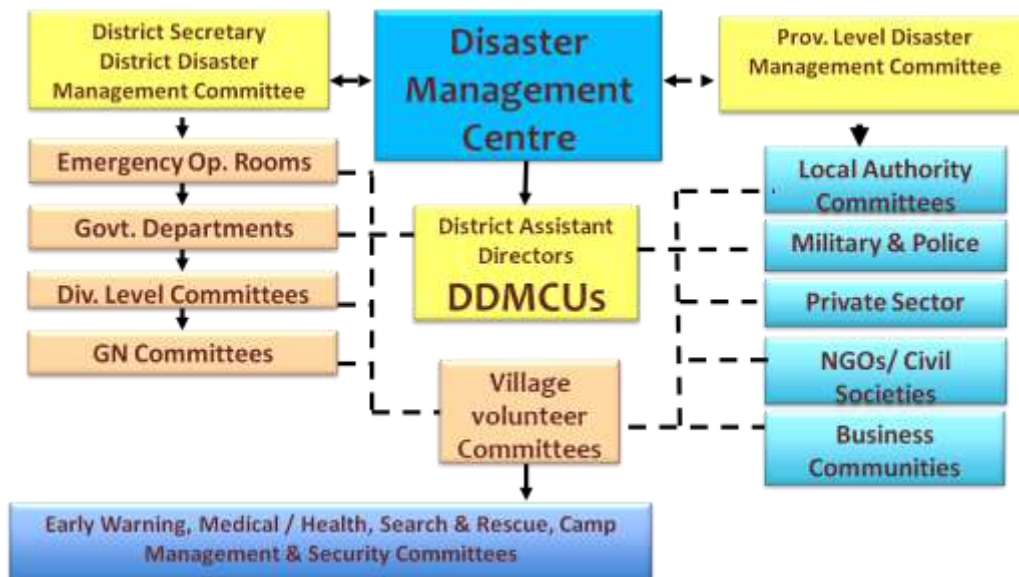 District Secretary
District Disaster
Management Committee
Disaster
Management
Centre
Prov. Level Disaster
Management Committee
Emergency Op. Rooms
Govt. Departments
Div. Level Committees
GN Committees
District Assistant
Directors
DDMCUs
Village
volunteer
Committees
Local Authority
Committees
Military & Police
Private Sector
NGOs/ Civil
Societies
Business
Communities
Early Warning, Medical / Health, Search & Rescue, Camp
Management & Security Committees